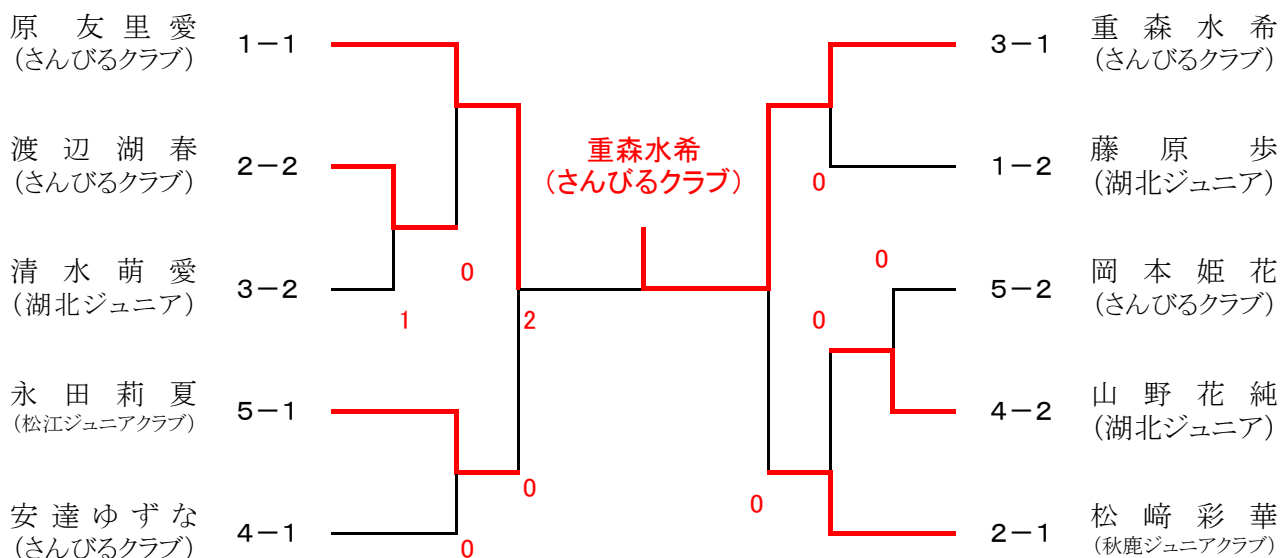 原友里愛
(さんびるクラブ)
1-1
渡辺湖春
(さんびるクラブ)
2-2
清水萌愛
(湖北ジュニア)
3-2
永田莉夏
(松江ジュニアクラブ)
5-1
安達ゆずな
(さんびるクラブ)
4-1
0
1
2
0
0
重森水希
(さんびるクラブ)
重森水希
(さんびるクラブ)
3-1
藤原歩
(湖北ジュニア)
1-2
岡本姫花
(さんびるクラブ)
5-2
山野花純
(湖北ジュニア)
4-2
松﨑彩華
(秋鹿ジュニアクラブ)
2-1
0
0
0
0